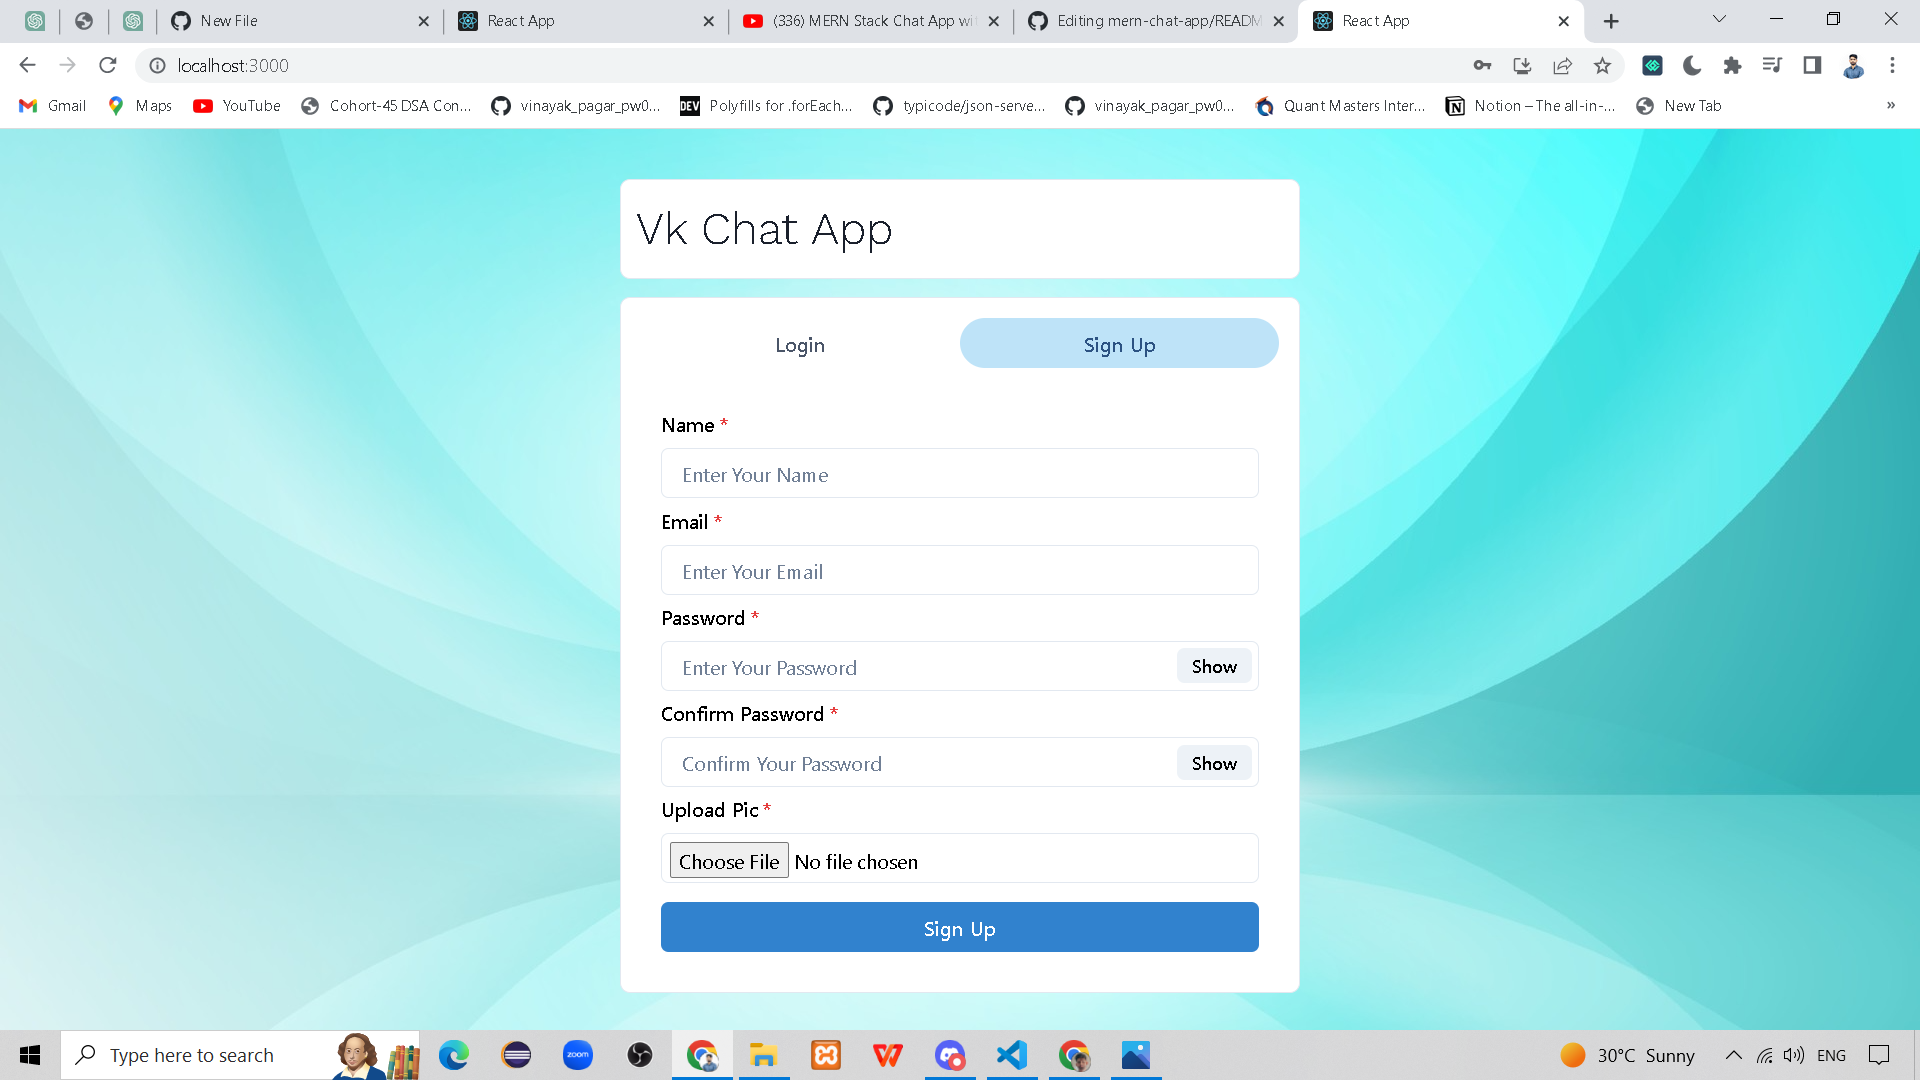 New File
React App
(336) MERN Stack Chat App wi
Editing mern-chat-app/READM
React App
localhost:3000
Gmail
Maps
YouTube
Cohort-45 DSA Con...
vinayak_pagar_pw0...
DEV
Polyfills for .forEach...
typicode/json-serve...
vinayak_pagar_pw0...
Quant Masters Inter...
Notion – The all-in-...
New Tab
»
Vk Chat App
Login
Sign Up
Name *
Enter Your Name
Email *
Enter Your Email
Password *
Enter Your Password
Show
Confirm Password *
Confirm Your Password
Show
Upload Pic *
Choose File No file chosen
Sign Up
Type here to search
zoom
30°C Sunny
ENG